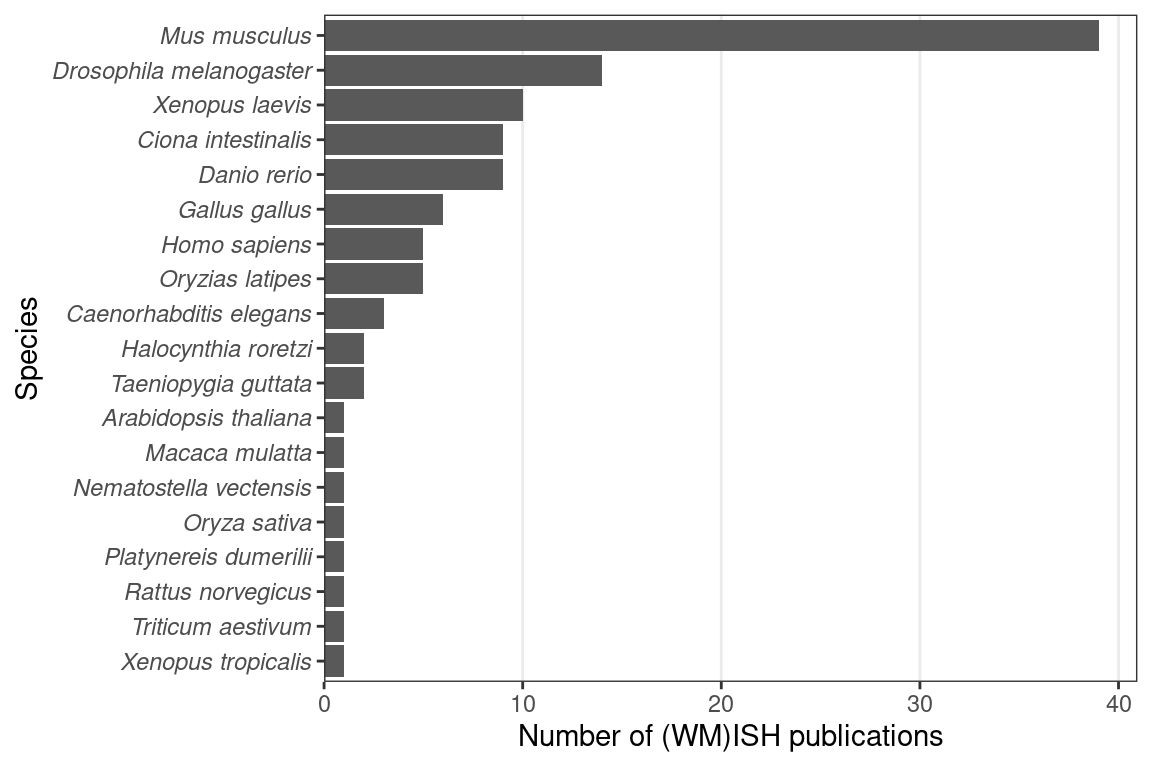 Species
Mus musculus
Drosophila melanogaster
Xenopus laevis
Ciona intestinalis
Danio rerio
Gallus gallus
Homo sapiens
Oryzias latipes
Caenorhabditis elegans
Halocynthia roretzi
Taeniopygia guttata
Arabidopsis thaliana
Macaca mulatta
Nematostella vectensis
Oryza sativa
Platynereis dumerilii
Rattus norvegicus
Triticum aestivum
Xenopus tropicalis
0 10 20 30 40
Number of (WM)ISH publications